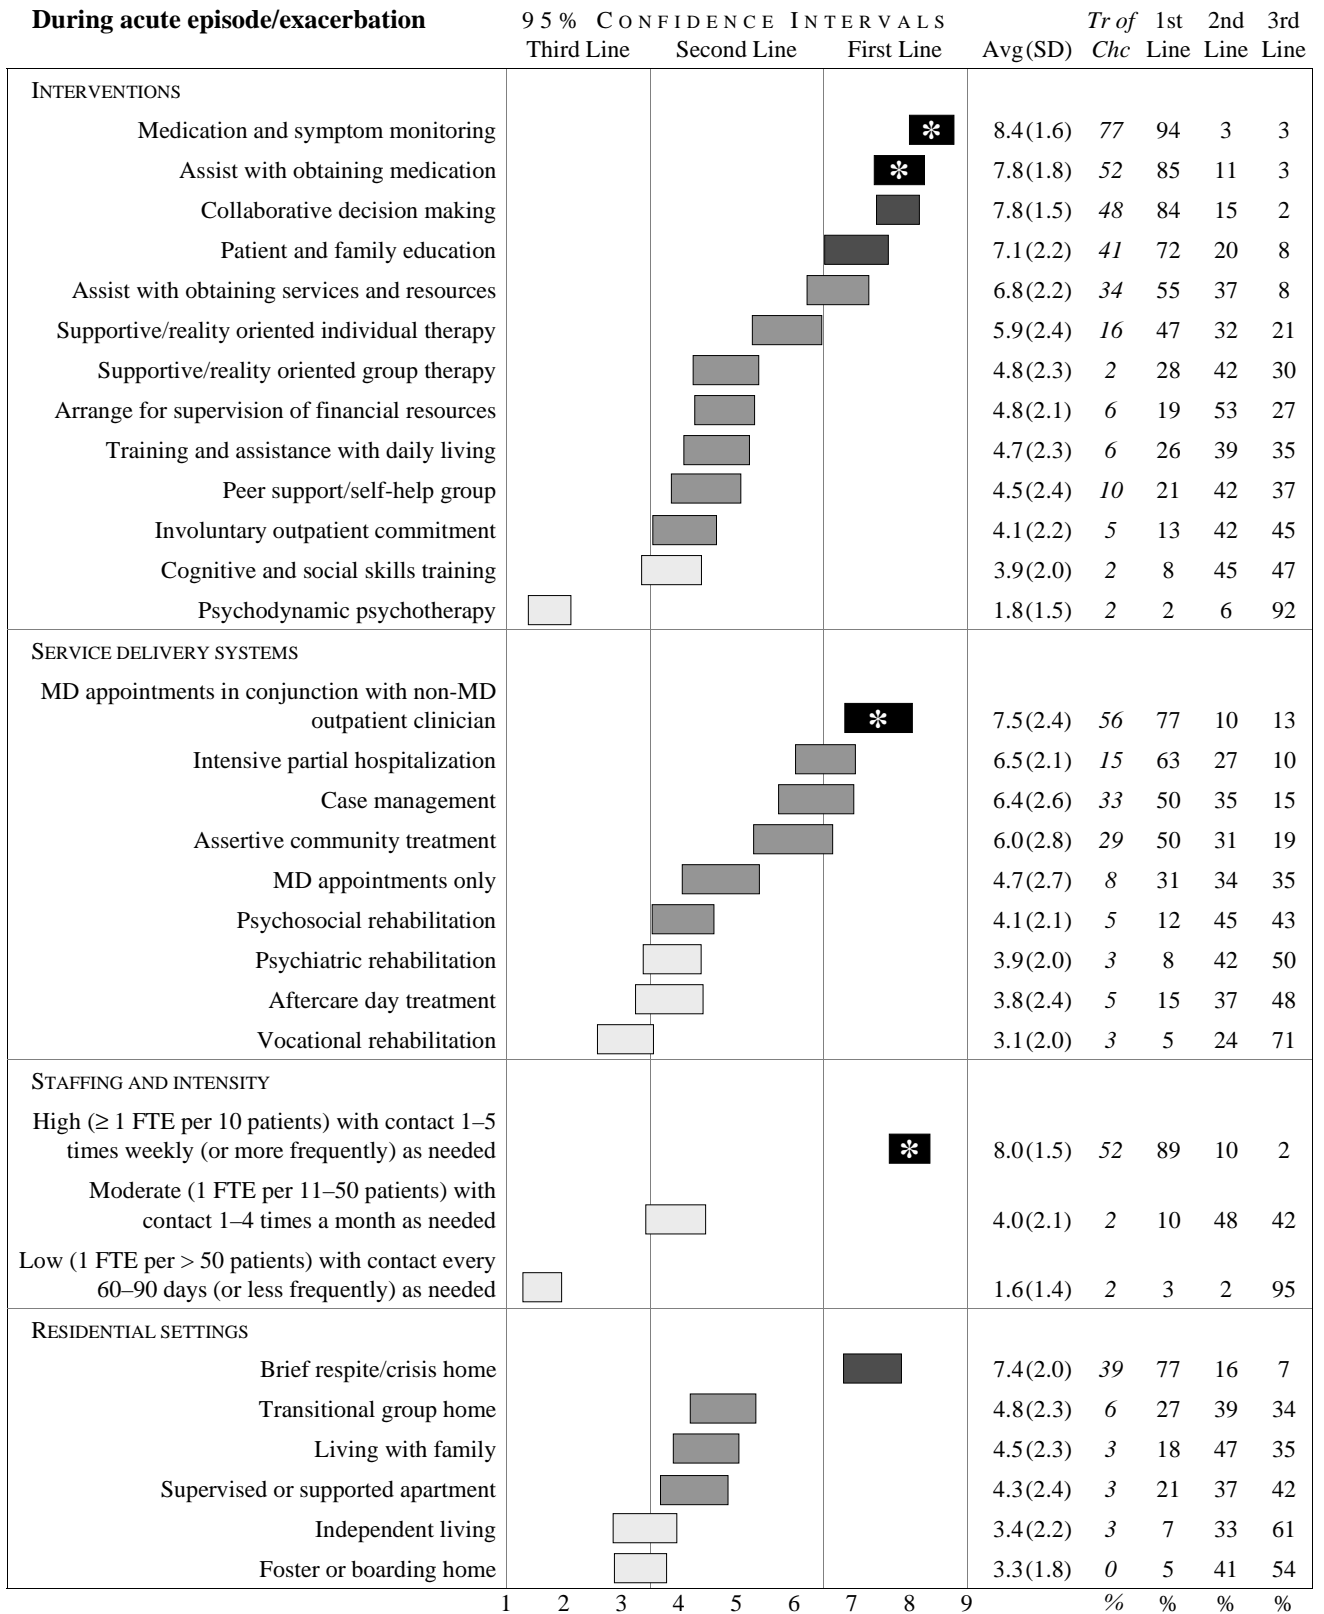 During acute episode/exacerbation 95% CONFIDENCE INTERVALS Tr of 1st 2nd 3rd
Third Line Second Line First Line Avg(SD) Chc Line Line Line
INTERVENTIONS
Medication and symptom monitoring * 8.4(1.6) 77 94 3 3
Assist with obtaining medication * 7.8(1.8) 52 85 11 3
Collaborative decision making 7.8(1.5) 48 84 15 2
Patient and family education 7.1(2.2) 41 72 20 8
Assist with obtaining services and resources 6.8(2.2) 34 55 37 8
Supportive/reality oriented individual therapy 5.9(2.4) 16 47 32 21
Supportive/reality oriented group therapy 4.8(2.3) 2 28 42 30
Arrange for supervision of financial resources 4.8(2.1) 6 19 53 27
Training and assistance with daily living 4.7(2.3) 6 26 39 35
Peer support/self-help group 4.5(2.4) 10 21 42 37
Involuntary outpatient commitment 4.1(2.2) 5 13 42 45
Cognitive and social skills training 3.9(2.0) 2 8 45 47
Psychodynamic psychotherapy 1.8(1.5) 2 2 6 92
SERVICE DELIVERY SYSTEMS
MD appointments in conjunction with non-MD
outpatient clinician * 7.5(2.4) 56 77 10 13
Intensive partial hospitalization 6.5(2.1) 15 63 27 10
Case management 6.4(2.6) 33 50 35 15
Assertive community treatment 6.0(2.8) 29 50 31 19
MD appointments only 4.7(2.7) 8 31 34 35
Psychosocial rehabilitation 4.1(2.1) 5 12 45 43
Psychiatric rehabilitation 3.9(2.0) 3 8 42 50
Aftercare day treatment 3.8(2.4) 5 15 37 48
Vocational rehabilitation 3.1(2.0) 3 5 24 71
STAFFING AND INTENSITY
High (≥ 1 FTE per 10 patients) with contact 1–5
times weekly (or more frequently) as needed * 8.0(1.5) 52 89 10 2
Moderate (1 FTE per 11–50 patients) with
contact 1–4 times a month as needed 4.0(2.1) 2 10 48 42
Low (1 FTE per > 50 patients) with contact every
60–90 days (or less frequently) as needed 1.6(1.4) 2 3 2 95
RESIDENTIAL SETTINGS
Brief respite/crisis home 7.4(2.0) 39 77 16 7
Transitional group home 4.8(2.3) 6 27 39 34
Living with family 4.5(2.3) 3 18 47 35
Supervised or supported apartment 4.3(2.4) 3 21 37 42
Independent living 3.4(2.2) 3 7 33 61
Foster or boarding home 3.3(1.8) 0 5 41 54
1 2 3 4 5 6 7 8 9 % % % %